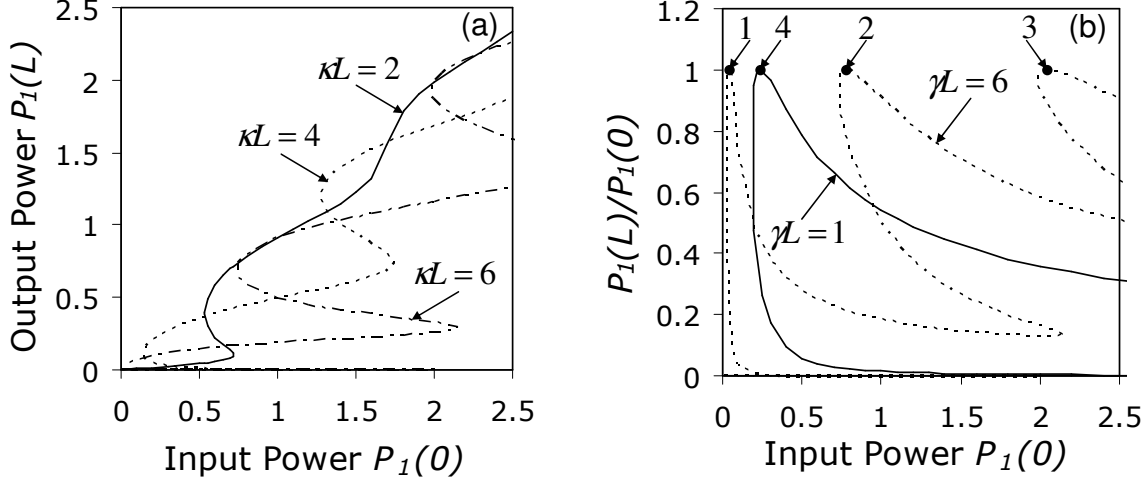 (a)
Output Power P₁(L)
2.5
2
1.5
1
0.5
0
κL = 2
κL = 4
κL = 6
0 0.5 1 1.5 2 2.5
Input Power P₁(0)
(b)
P₁(L)/P₁(0)
1.2
1
0.8
0.6
0.4
0.2
0
1 4 2 3
γL = 6
γL = 1
0 0.5 1 1.5 2 2.5
Input Power P₁(0)